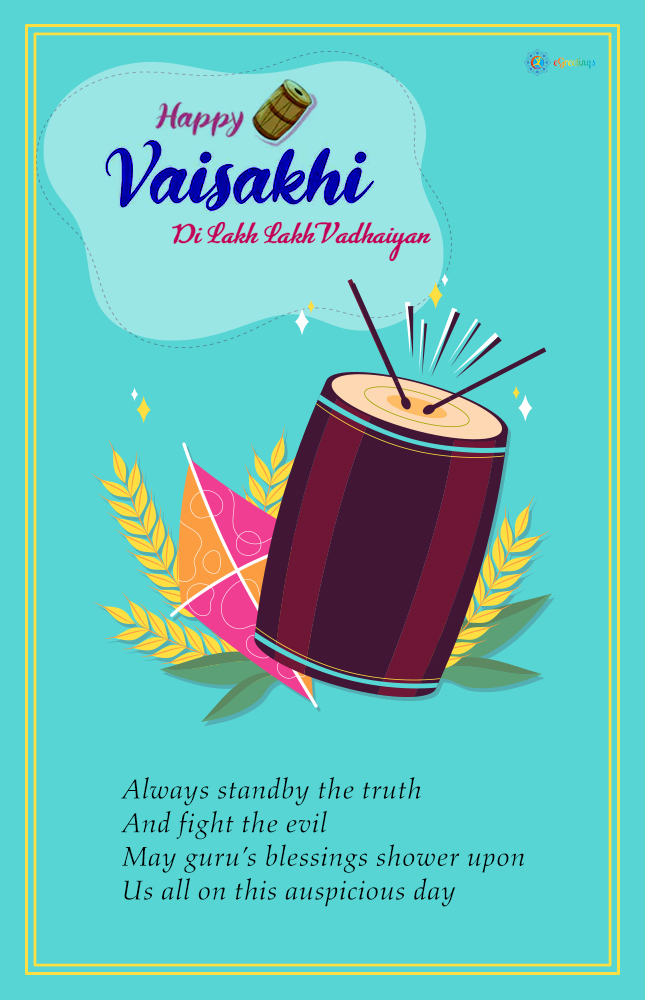 Happy
Vaisakhi
Di Lakh Lakh Vadhaiyan
Always standby the truth
And fight the evil
May guru's blessings shower upon
Us all on this auspicious day